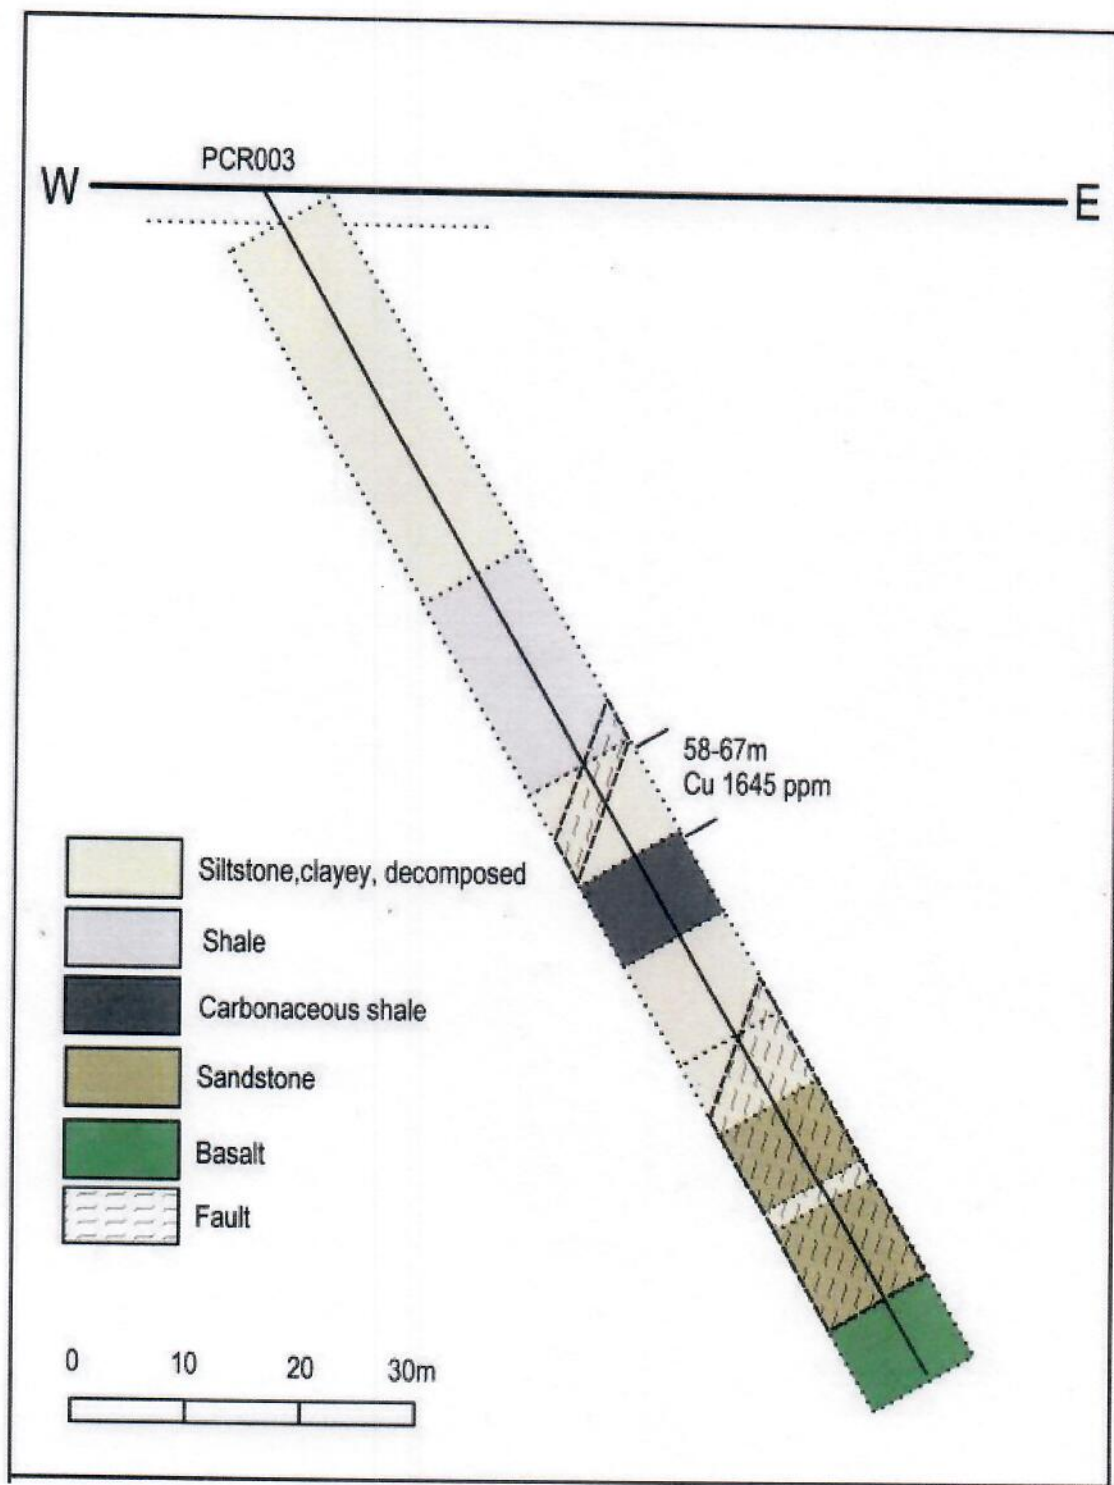 PCR003
W
E
58-67m
Cu 1645 ppm
Siltstone,clayey, decomposed
Shale
Carbonaceous shale
Sandstone
Basalt
Fault
0 10 20 30m